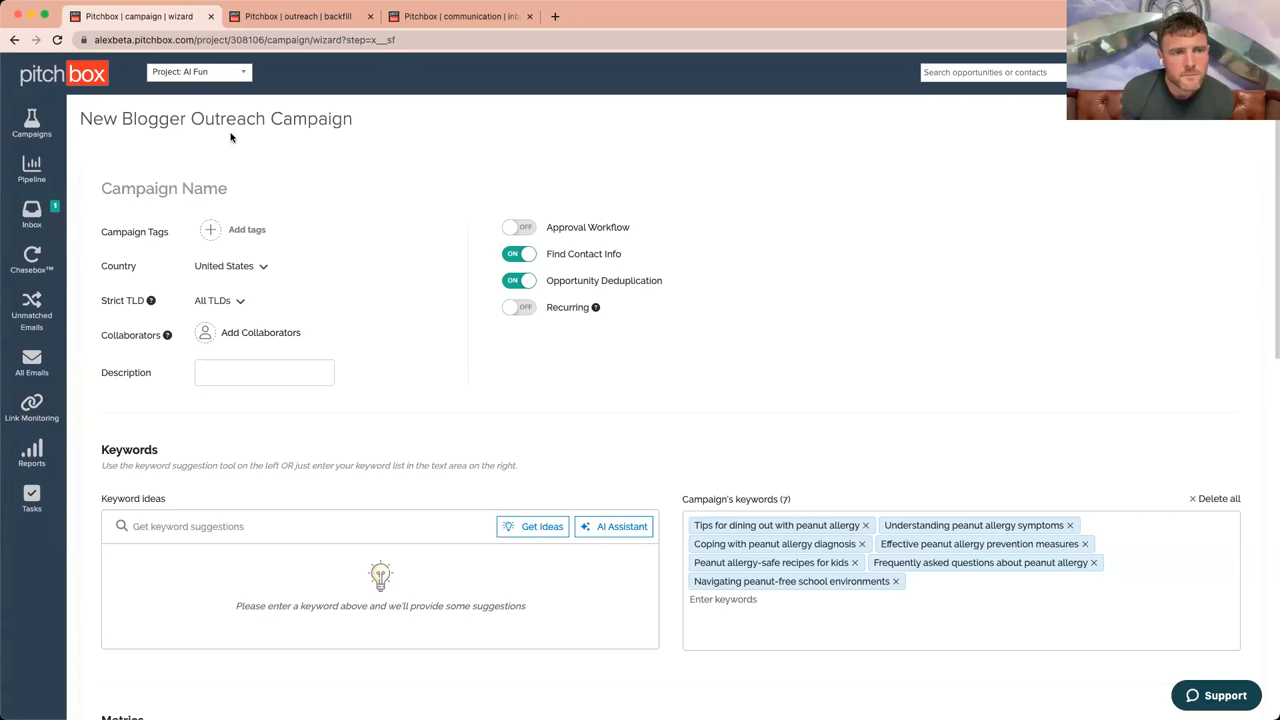 Pitchbox | campaign | wizard
Pitchbox | outreach | backfill
Pitchbox | communication | inb
alexbeta.pitchbox.com/project/308106/campaign/wizard?step=x__sf
pitchbox
Project: AI Fun
Search opportunities or contacts
New Blogger Outreach Campaign
Campaigns
Pipeline
Inbox
1
Chasebox™
Unmatched Emails
All Emails
Link Monitoring
Reports
Tasks
Campaign Name
Campaign Tags
Add tags
Country
United States
Strict TLD ?
All TLDs
Collaborators ?
Add Collaborators
Description
OFF Approval Workflow
ON Find Contact Info
ON Opportunity Deduplication
OFF Recurring ?
Keywords
Use the keyword suggestion tool on the left OR just enter your keyword list in the text area on the right.
Keyword ideas
Get keyword suggestions
Get Ideas
AI Assistant
Please enter a keyword above and we'll provide some suggestions
Campaign's keywords (7)
Delete all
Tips for dining out with peanut allergy
Understanding peanut allergy symptoms
Coping with peanut allergy diagnosis
Effective peanut allergy prevention measures
Peanut allergy-safe recipes for kids
Frequently asked questions about peanut allergy
Navigating peanut-free school environments
Enter keywords
Metrics
Support